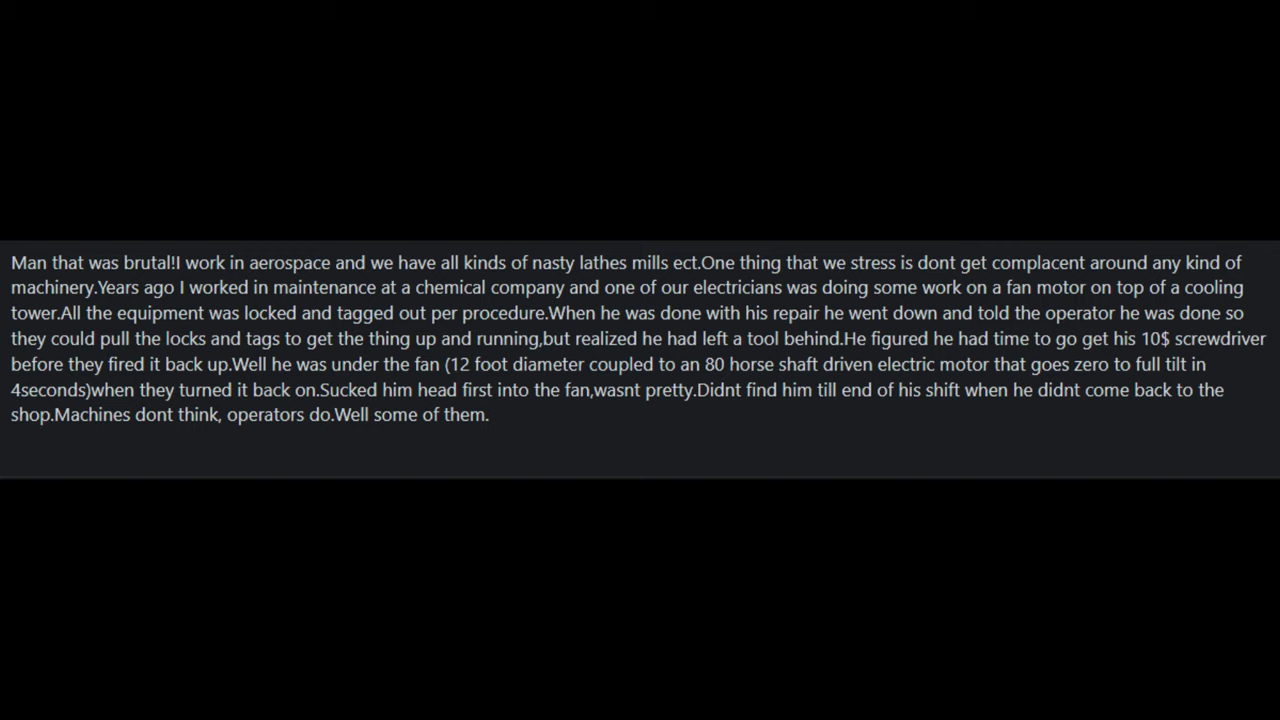 Man that was brutal!I work in aerospace and we have all kinds of nasty lathes mills ect.One thing that we stress is dont get complacent around any kind of
machinery.Years ago I worked in maintenance at a chemical company and one of our electricians was doing some work on a fan motor on top of a cooling
tower.All the equipment was locked and tagged out per procedure.When he was done with his repair he went down and told the operator he was done so
they could pull the locks and tags to get the thing up and running,but realized he had left a tool behind.He figured he had time to go get his 10$ screwdriver
before they fired it back up.Well he was under the fan (12 foot diameter coupled to an 80 horse shaft driven electric motor that goes zero to full tilt in
4seconds)when they turned it back on.Sucked him head first into the fan,wasnt pretty.Didnt find him till end of his shift when he didnt come back to the
shop.Machines dont think, operators do.Well some of them.